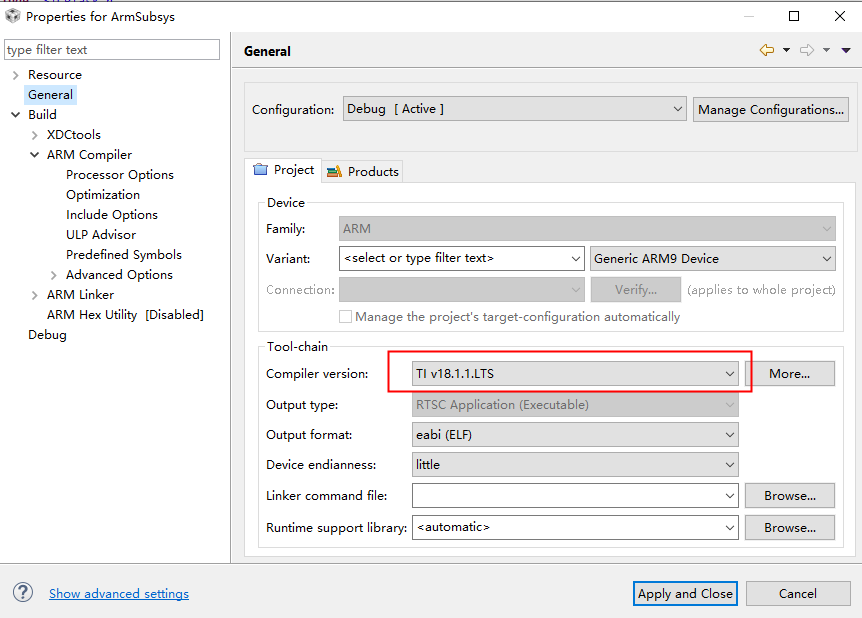 Properties for ArmSubsys
type filter text
Resource
General
Build
XDCtools
ARM Compiler
Processor Options
Optimization
Include Options
ULP Advisor
Predefined Symbols
Advanced Options
ARM Linker
ARM Hex Utility [Disabled]
Debug
General
Configuration: Debug [ Active ] Manage Configurations...
Project Products
Device
Family: ARM
Variant: <select or type filter text> Generic ARM9 Device
Connection: Verify... (applies to whole project)
Manage the project's target-configuration automatically
Tool-chain
Compiler version: TI v18.1.1.LTS More...
Output type: RTSC Application (Executable)
Output format: eabi (ELF)
Device endianness: little
Linker command file: Browse...
Runtime support library: <automatic> Browse...
? Show advanced settings Apply and Close Cancel